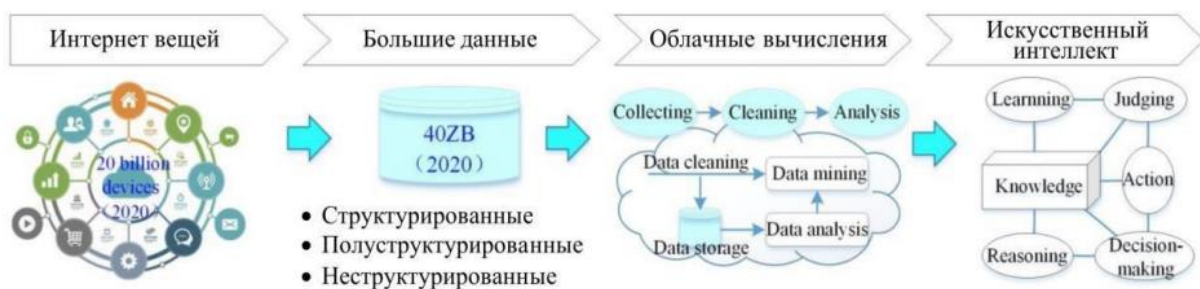 Интернет вещей
Большие данные
Облачные вычисления
Искусственный
интеллект
20 billion
devices
(2020)
40ZB
(2020)
• Структурированные
• Полуструктурированные
• Неструктурированные
Collecting
Cleaning
Analysis
Data cleaning
Data mining
Data storage
Data analysis
Learnning
Judging
Knowledge
Action
Reasoning
Decision-
making